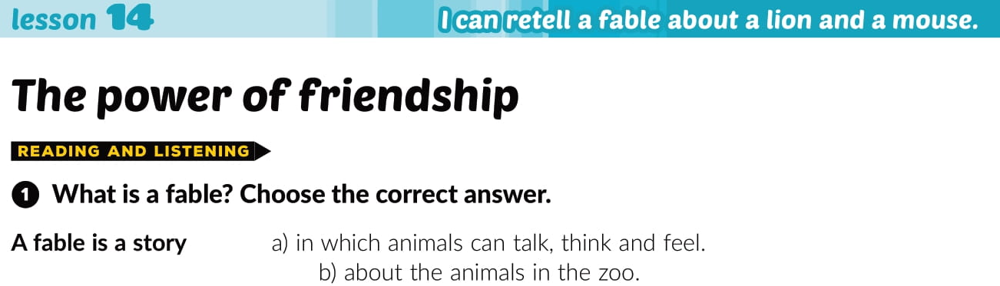 lesson 14
I can retell a fable about a lion and a mouse.
The power of friendship
READING AND LISTENING
1 What is a fable? Choose the correct answer.
A fable is a story a) in which animals can talk, think and feel.
b) about the animals in the zoo.